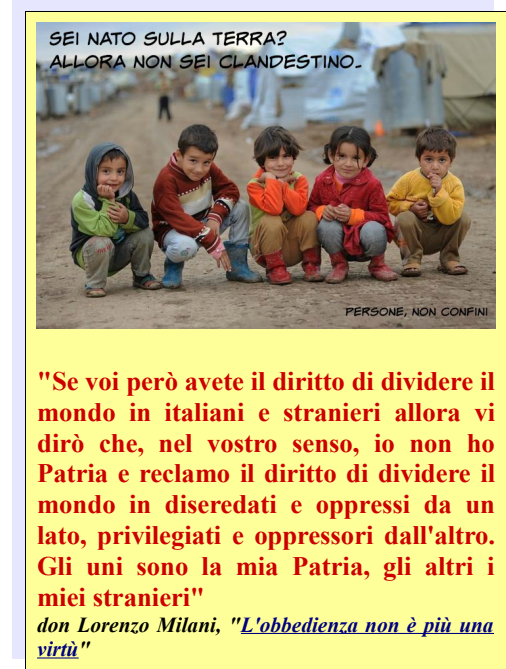 SEI NATO SULLA TERRA?
ALLORA NON SEI CLANDESTINO...
PERSONE, NON CONFINI
"Se voi però avete il diritto di dividere il
mondo in italiani e stranieri allora vi
dirò che, nel vostro senso, io non ho
Patria e reclamo il diritto di dividere il
mondo in diseredati e oppressi da un
lato, privilegiati e oppressori dall'altro.
Gli uni sono la mia Patria, gli altri i
miei stranieri"
don Lorenzo Milani, "L'obbedienza non è più una
virtù"